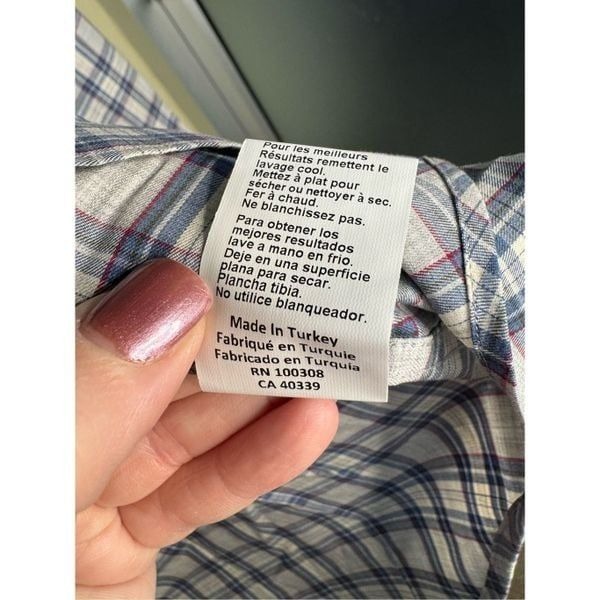 Pour les meilleurs
Résultats remettent le
lavage cool.
Mettez à plat pour
sécher ou nettoyer à sec.
Fer à chaud.
Ne blanchissez pas.
Para obtener los
mejores resultados
lave a mano en frio.
Deje en una superficie
plana para secar.
Plancha tibia.
No utilice blanqueador.
Made In Turkey
Fabriqué en Turquie
Fabricado en Turquía
RN 100308
CA 40339